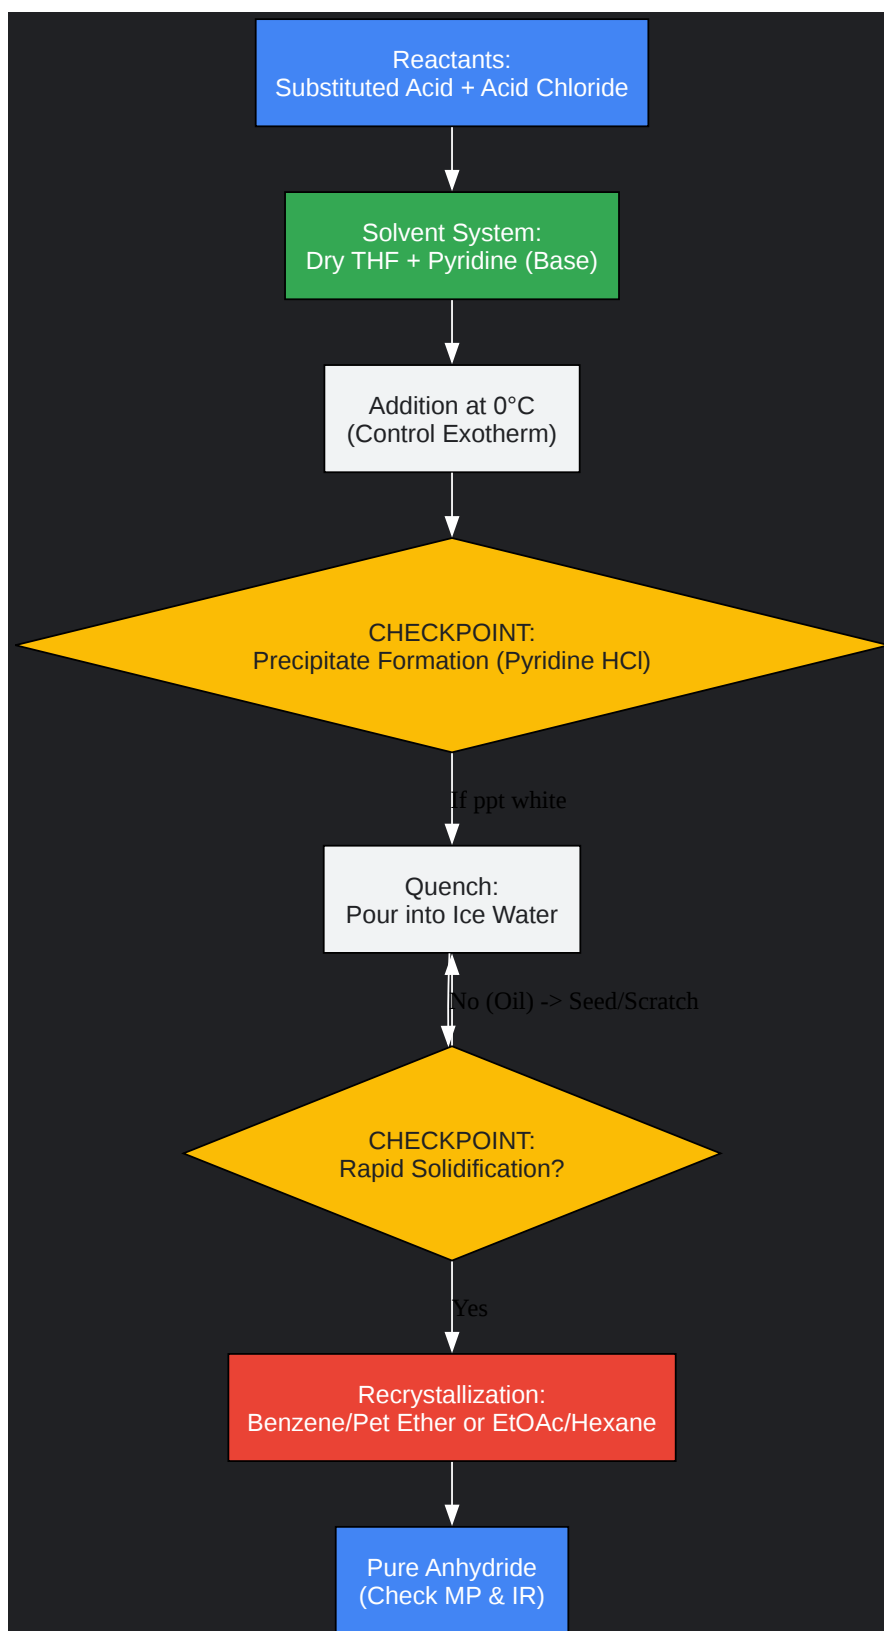 Reactants:
Substituted Acid + Acid Chloride
Solvent System:
Dry THF + Pyridine (Base)
Addition at 0°C
(Control Exotherm)
CHECKPOINT:
Precipitate Formation (Pyridine HCl)
If ppt white
Quench:
Pour into Ice Water
No (Oil) -> Seed/Scratch
CHECKPOINT:
Rapid Solidification?
Yes
Recrystallization:
Benzene/Pet Ether or EtOAc/Hexane
Pure Anhydride
(Check MP & IR)